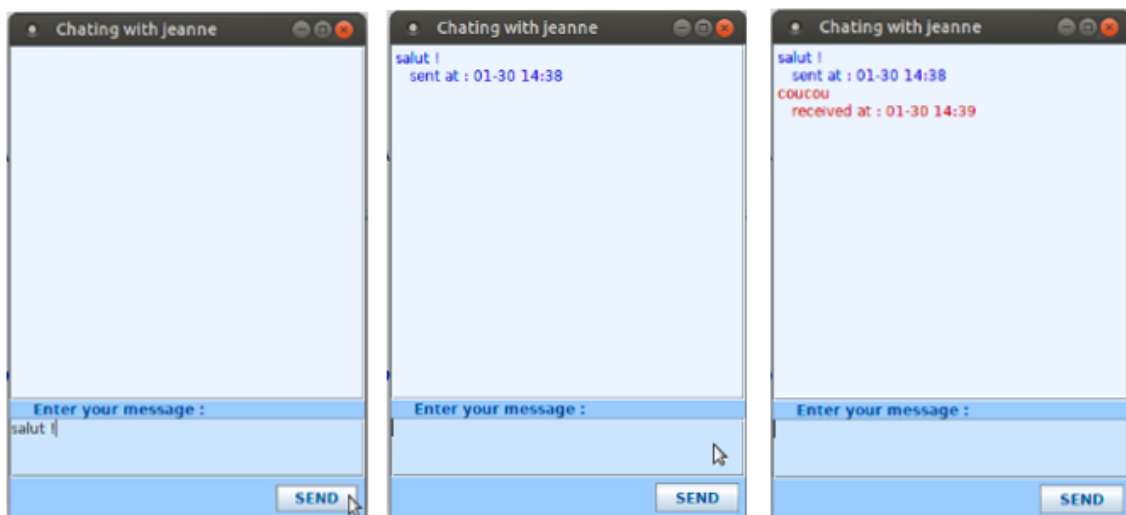 Chating with jeanne
Enter your message :
salut !
SEND
Chating with jeanne
salut !
sent at : 01-30 14:38
Enter your message :
SEND
Chating with jeanne
salut !
sent at : 01-30 14:38
coucou
received at : 01-30 14:39
Enter your message :
SEND